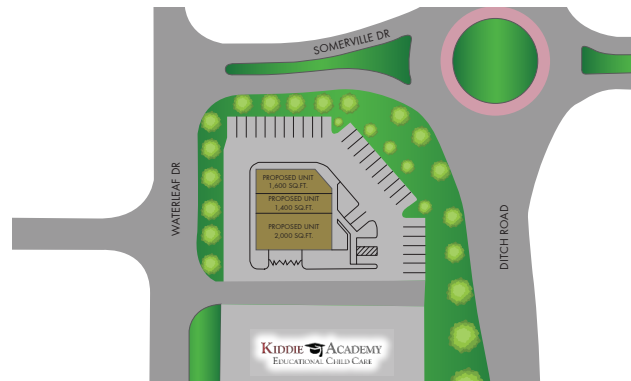 SOMERVILLE DR
WATERLEAF DR
PROPOSED UNIT
1,600 SQ.FT.
PROPOSED UNIT
1,400 SQ.FT.
PROPOSED UNIT
2,000 SQ.FT.
DITCH ROAD
KIDDIE ACADEMY
EDUCATIONAL CHILD CARE